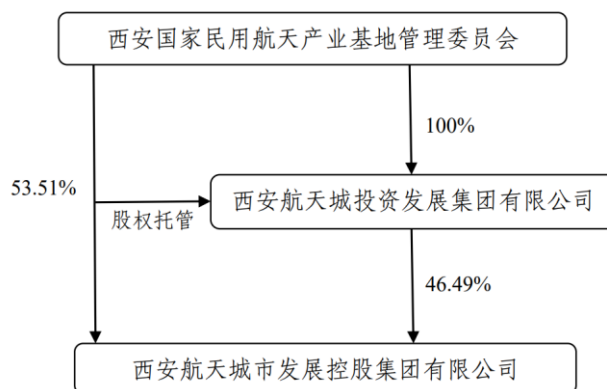 西安国家民用航天产业基地管理委员会
100%
53.51%
西安航天城投资发展集团有限公司
股权托管
46.49%
西安航天城市发展控股集团有限公司